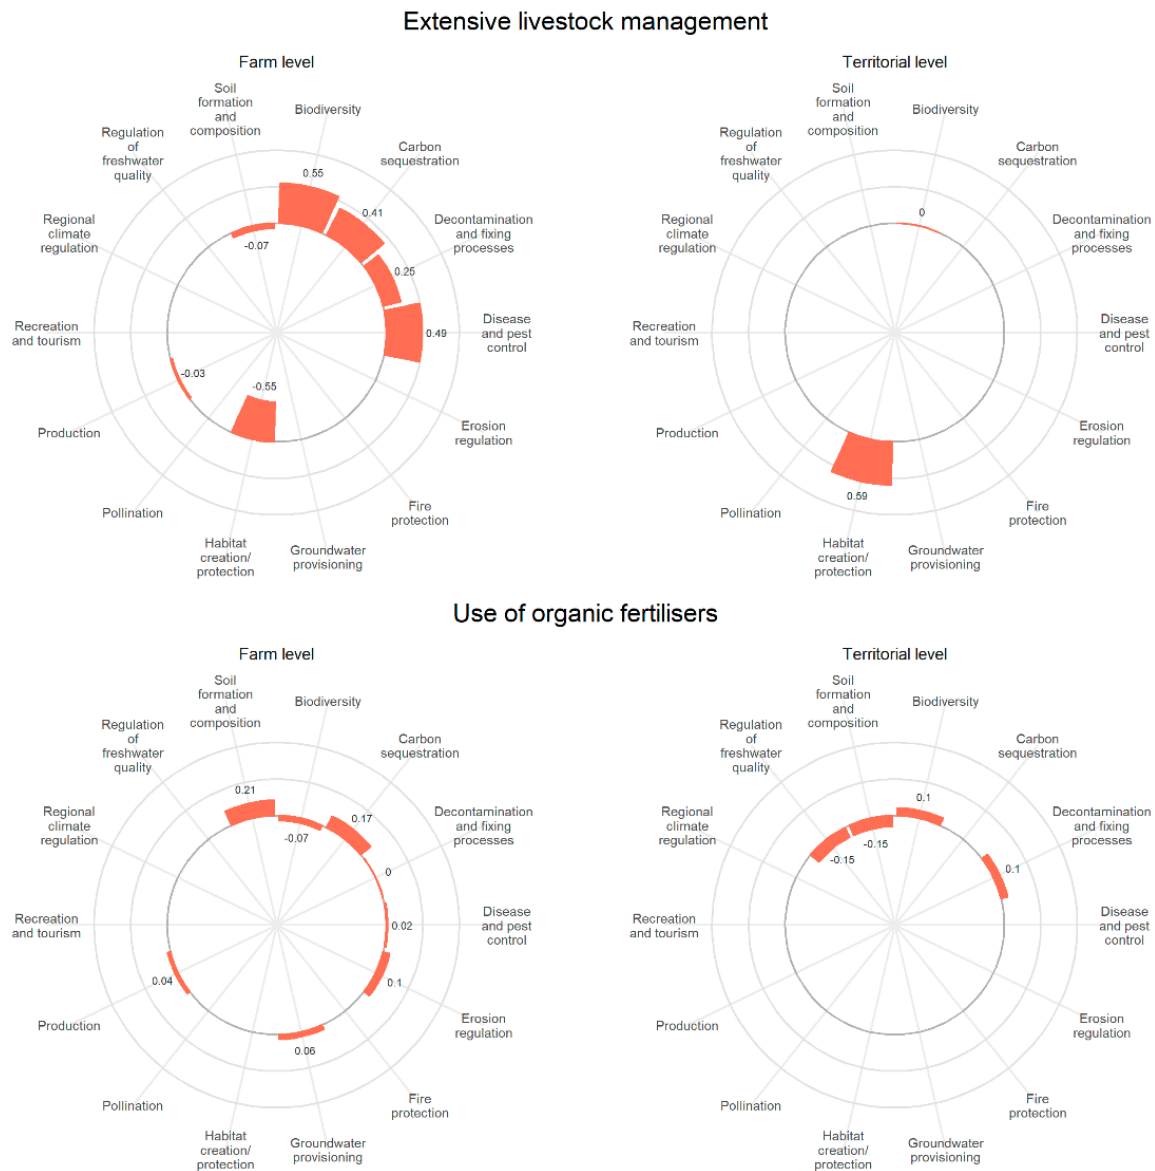 Extensive livestock management
Farm level
Soil
formation
and
composition
Biodiversity
Regulation
of
freshwater
quality
Carbon
sequestration
Regional
climate
regulation
Decontamination
and fixing
processes
Recreation
and tourism
Disease
and pest
control
Production
Erosion
regulation
Pollination
Fire
protection
Habitat
creation/
protection
Groundwater
provisioning
0.55
0.41
0.25
0.49
-0.07
-0.03
-0.55
Territorial level
Soil
formation
and
composition
Biodiversity
Regulation
of
freshwater
quality
Carbon
sequestration
Regional
climate
regulation
Decontamination
and fixing
processes
Recreation
and tourism
Disease
and pest
control
Production
Erosion
regulation
Pollination
Fire
protection
Habitat
creation/
protection
Groundwater
provisioning
0
0.59
Use of organic fertilisers
Farm level
Soil
formation
and
composition
Biodiversity
Regulation
of
freshwater
quality
Carbon
sequestration
Regional
climate
regulation
Decontamination
and fixing
processes
Recreation
and tourism
Disease
and pest
control
Production
Erosion
regulation
Pollination
Fire
protection
Habitat
creation/
protection
Groundwater
provisioning
0.21
-0.07
0.17
0
0.02
0.1
0.06
0.04
Territorial level
Soil
formation
and
composition
Biodiversity
Regulation
of
freshwater
quality
Carbon
sequestration
Regional
climate
regulation
Decontamination
and fixing
processes
Recreation
and tourism
Disease
and pest
control
Production
Erosion
regulation
Pollination
Fire
protection
Habitat
creation/
protection
Groundwater
provisioning
0.1
-0.15
-0.15
0.1